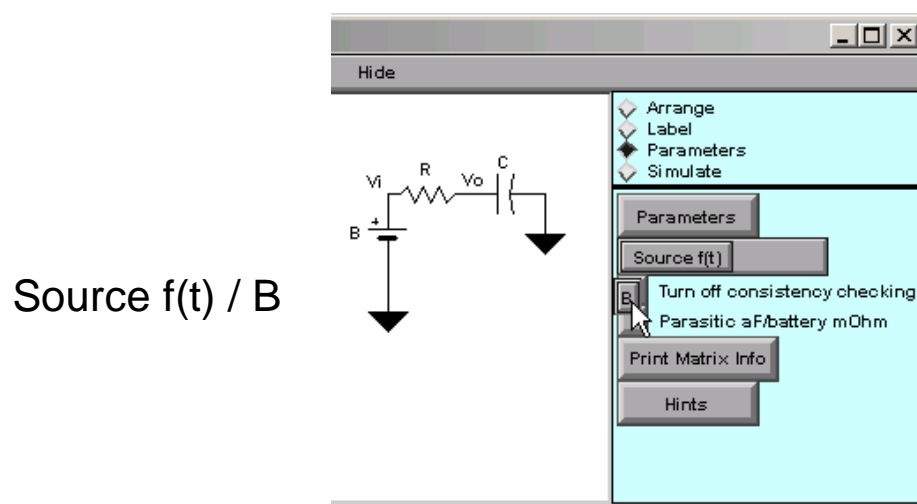 Source f(t) / B
Hide
Vi
R
Vo
C
B
+
Arrange
Label
Parameters
Simulate
Parameters
Source f(t)
B
Turn off consistency checking
Parasitic aF/battery mOhm
Print Matrix Info
Hints